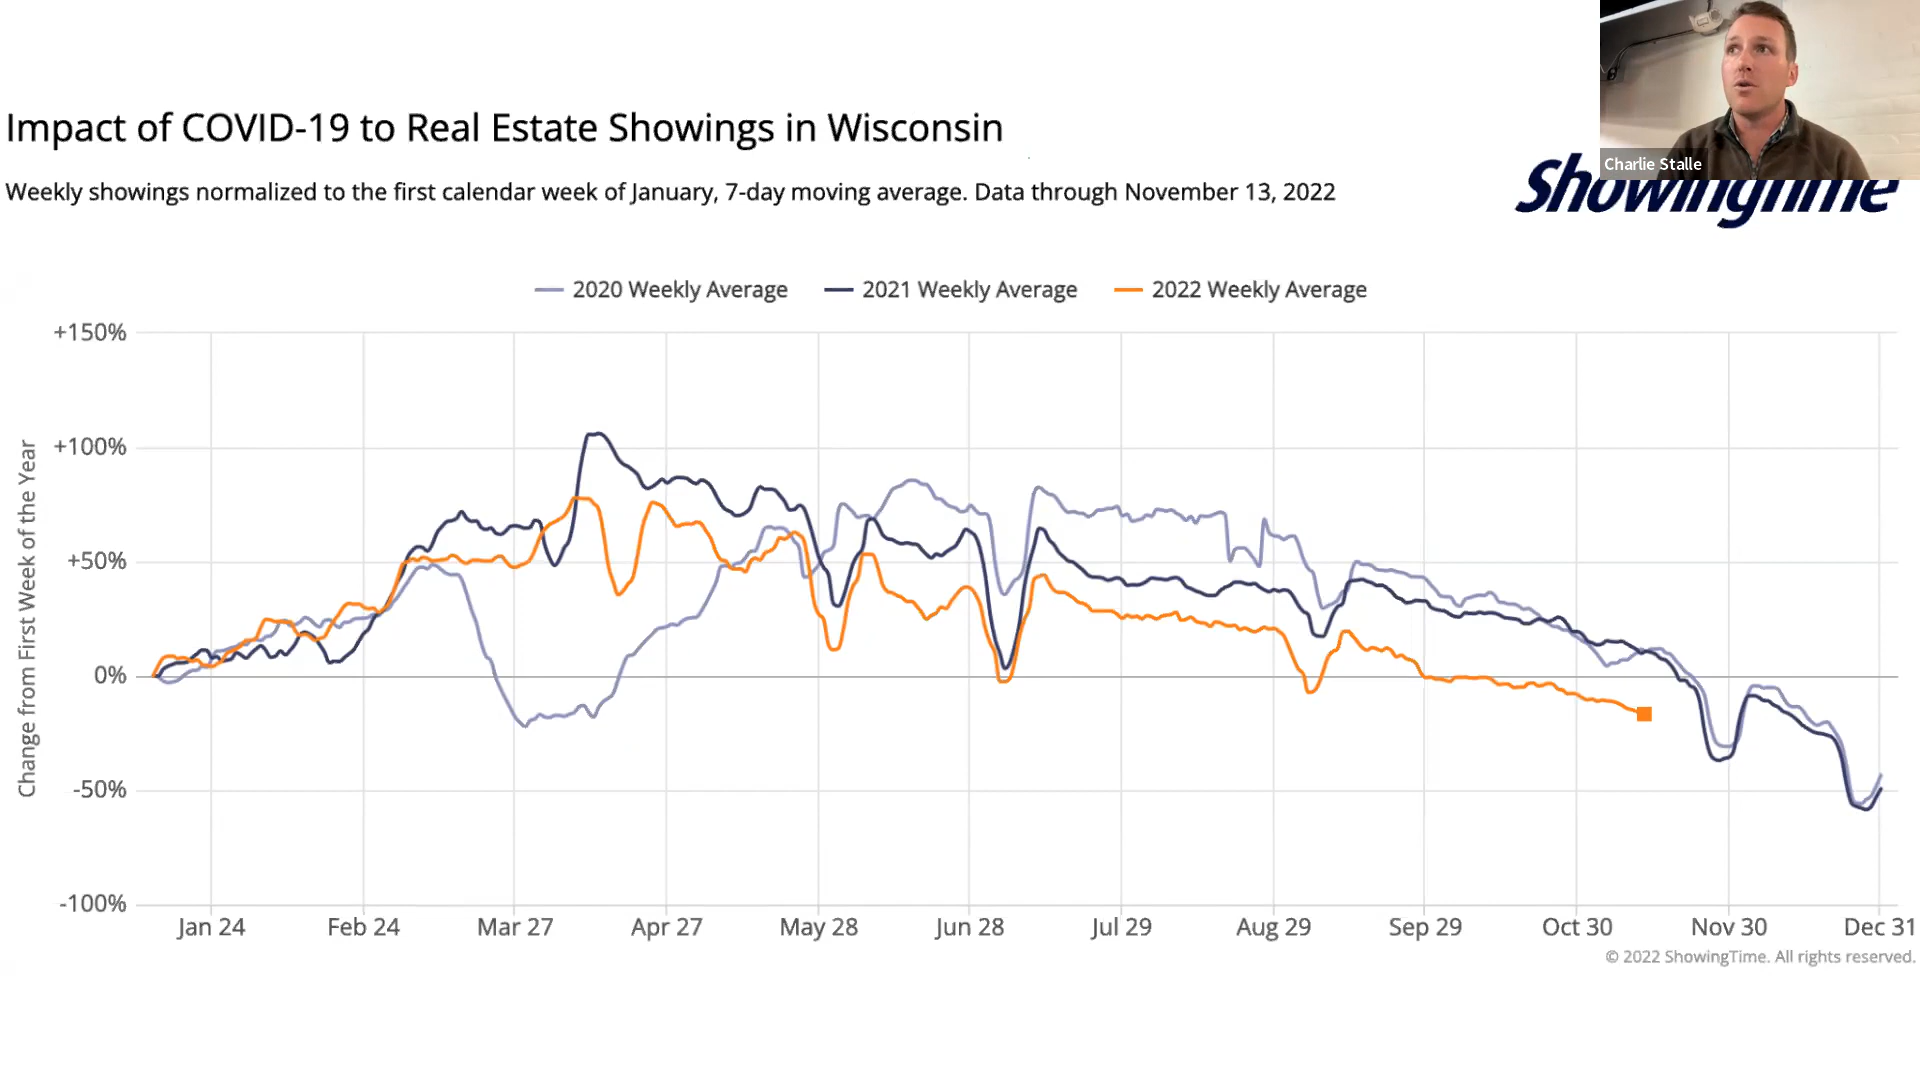 Charlie Stalle
Impact of COVID-19 to Real Estate Showings in Wisconsin
ShowingTime
Weekly showings normalized to the first calendar week of January, 7-day moving average. Data through November 13, 2022
2020 Weekly Average 2021 Weekly Average 2022 Weekly Average
Change from First Week of the Year
+150%
+100%
+50%
0%
-50%
-100%
Jan 24 Feb 24 Mar 27 Apr 27 May 28 Jun 28 Jul 29 Aug 29 Sep 29 Oct 30 Nov 30 Dec 31
© 2022 ShowingTime. All rights reserved.